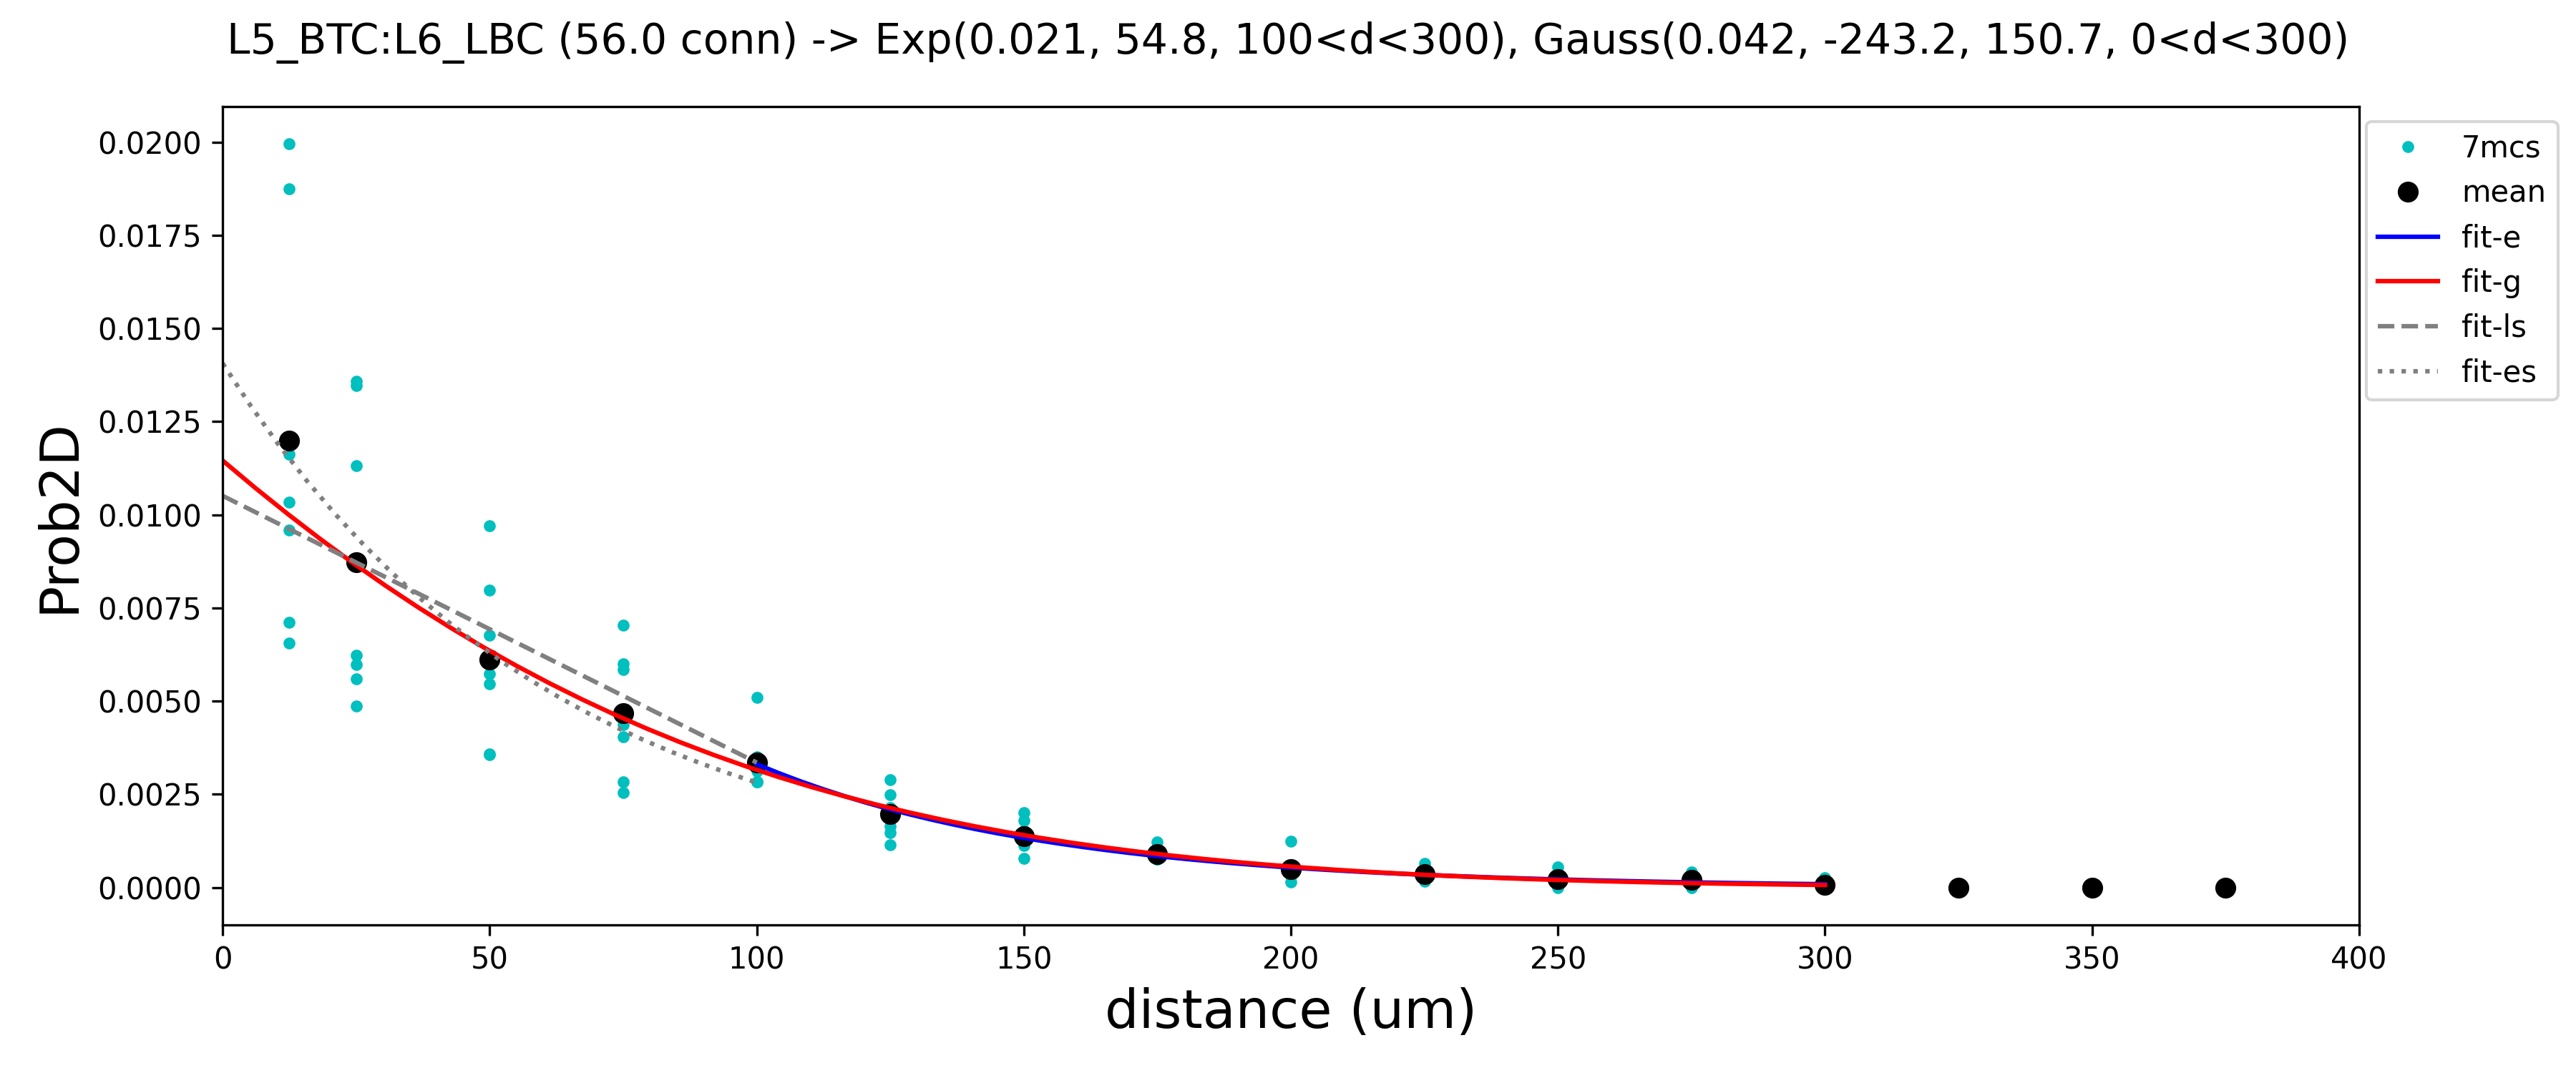 L5_BTC:L6_LBC (56.0 conn) -> Exp(0.021, 54.8, 100<d<300), Gauss(0.042, -243.2, 150.7, 0<d<300)
0.0200
0.0175
0.0150
0.0125
0.0100
0.0075
0.0050
0.0025
0.0000
Prob2D
0 50 100 150 200 250 300 350 400
distance (um)
7mcs
mean
fit-e
fit-g
fit-ls
fit-es